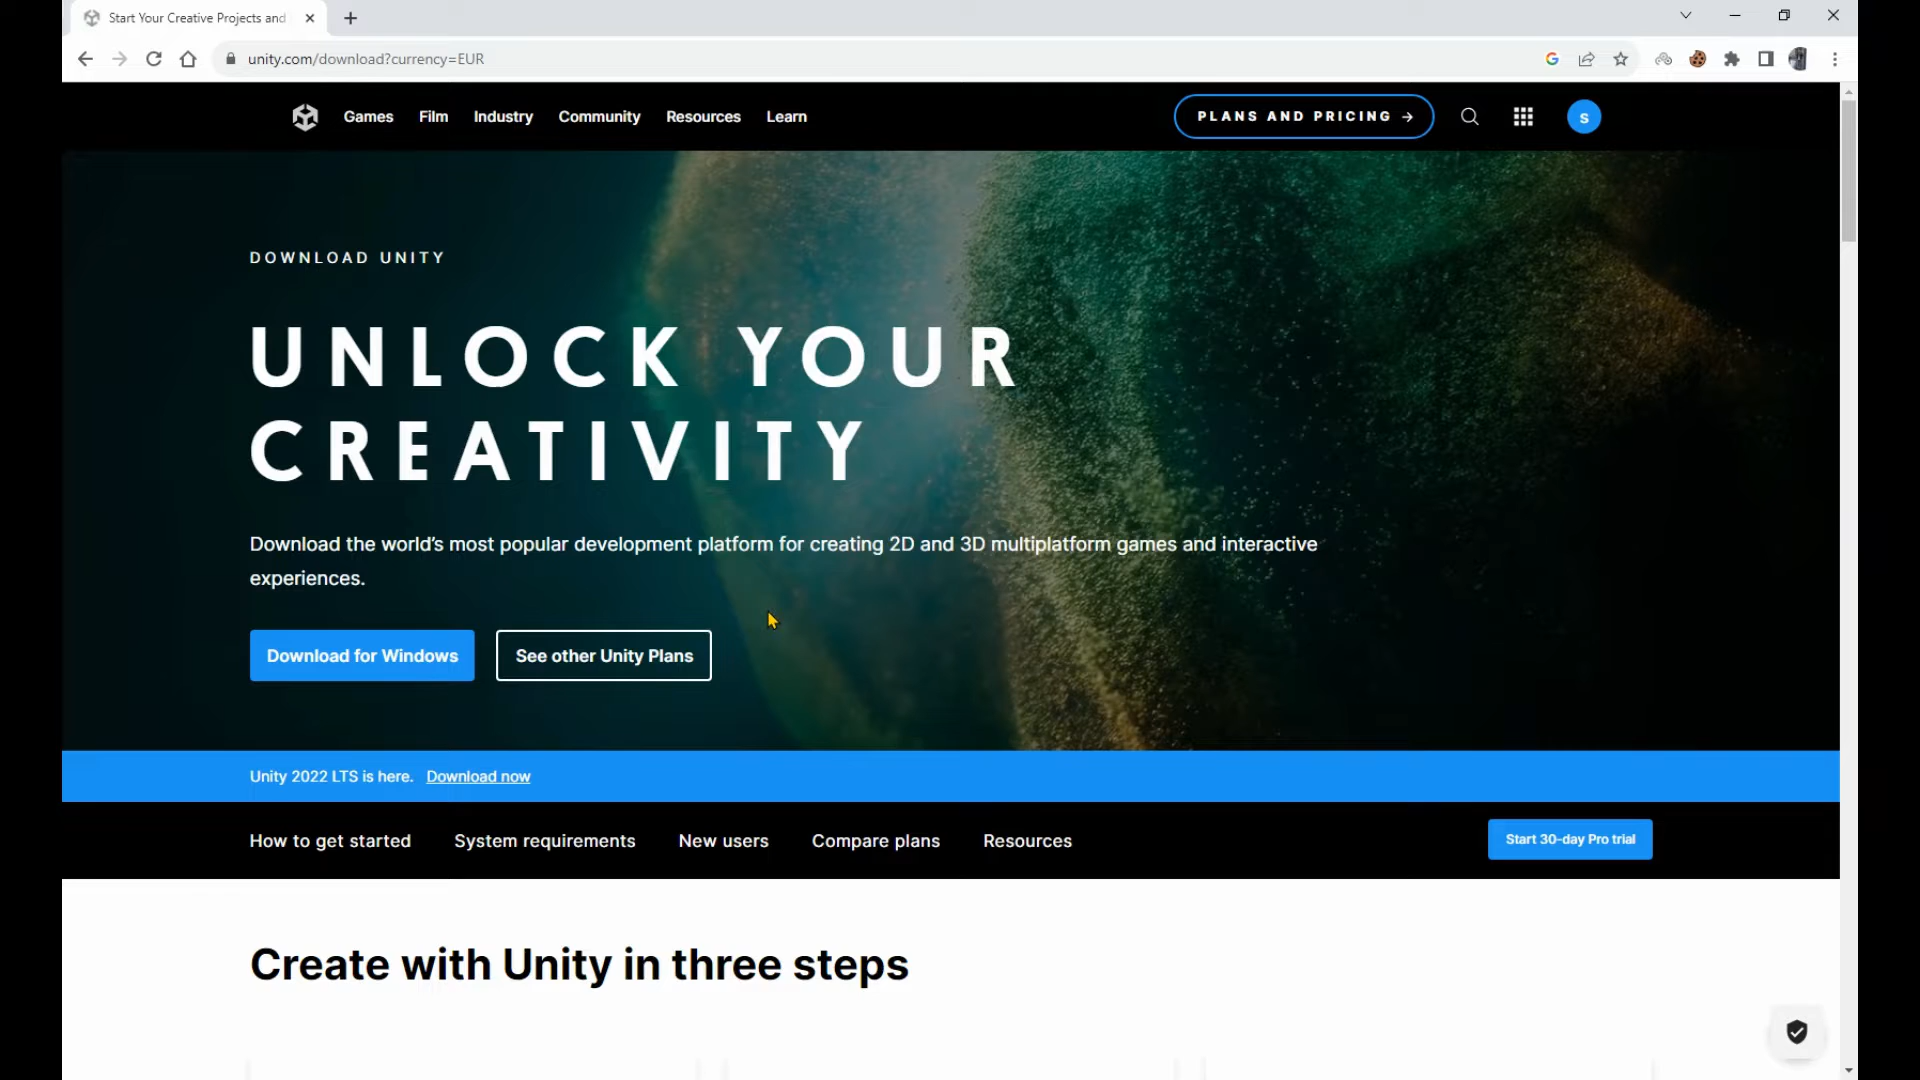 Start Your Creative Projects and
unity.com/download?currency=EUR
Games Film Industry Community Resources Learn
PLANS AND PRICING →
s
DOWNLOAD UNITY
UNLOCK YOUR
CREATIVITY
Download the world's most popular development platform for creating 2D and 3D multiplatform games and interactive
experiences.
Download for Windows See other Unity Plans
Unity 2022 LTS is here. Download now
How to get started System requirements New users Compare plans Resources Start 30-day Pro trial
Create with Unity in three steps